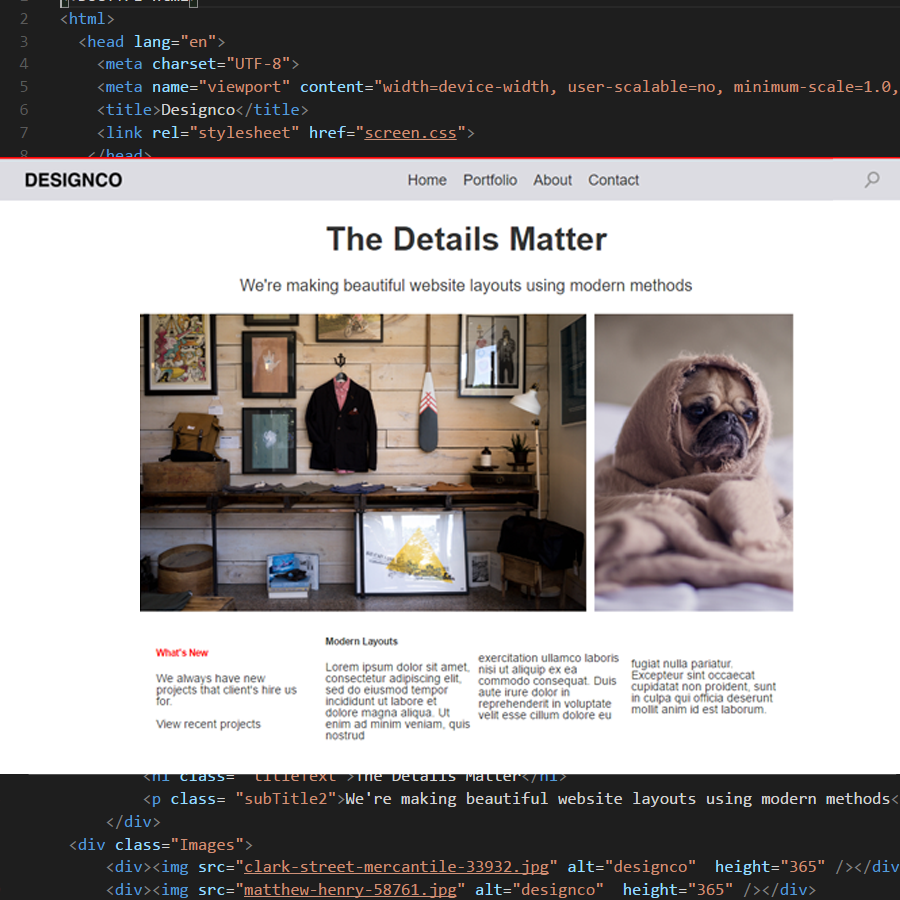 2 <html>
3 <head lang="en">
4 <meta charset="UTF-8">
5 <meta name="viewport" content="width=device-width, user-scalable=no, minimum-scale=1.0,
6 <title>Designco</title>
7 <link rel="stylesheet" href="screen.css">
8 </head>
DESIGNCO Home Portfolio About Contact
The Details Matter
We're making beautiful website layouts using modern methods
What's New
We always have new
projects that client's hire us
for.
View recent projects
Modern Layouts
Lorem ipsum dolor sit amet,
consectetur adipiscing elit,
sed do eiusmod tempor
incididunt ut labore et
dolore magna aliqua. Ut
enim ad minim veniam, quis
nostrud
exercitation ullamco laboris
nisi ut aliquip ex ea
commodo consequat. Duis
aute irure dolor in
reprehenderit in voluptate
velit esse cillum dolore eu
fugiat nulla pariatur.
Excepteur sint occaecat
cupidatat non proident, sunt
in culpa qui officia deserunt
mollit anim id est laborum.
<h1 class= "titleText">The Details Matter</h1>
<p class= "subTitle2">We're making beautiful website layouts using modern methods<
</div>
<div class="Images">
<div><img src="clark-street-mercantile-33932.jpg" alt="designco" height="365" /></div
<div><img src="matthew-henry-58761.jpg" alt="designco" height="365" /></div>